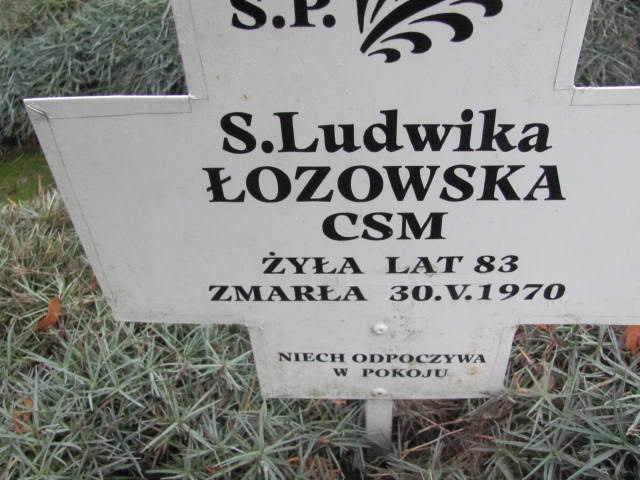 Ś.P.
S.Ludwika
ŁOZOWSKA
CSM
ŻYŁA LAT 83
ZMARŁA 30.V.1970
NIECH ODPOCZYWA
W POKOJU